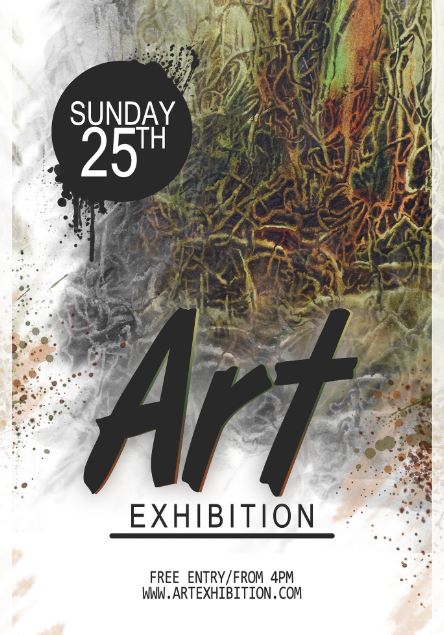 SUNDAY
25TH
Art
EXHIBITION
FREE ENTRY/FROM 4PM
WWW.ARTEXHIBITION.COM